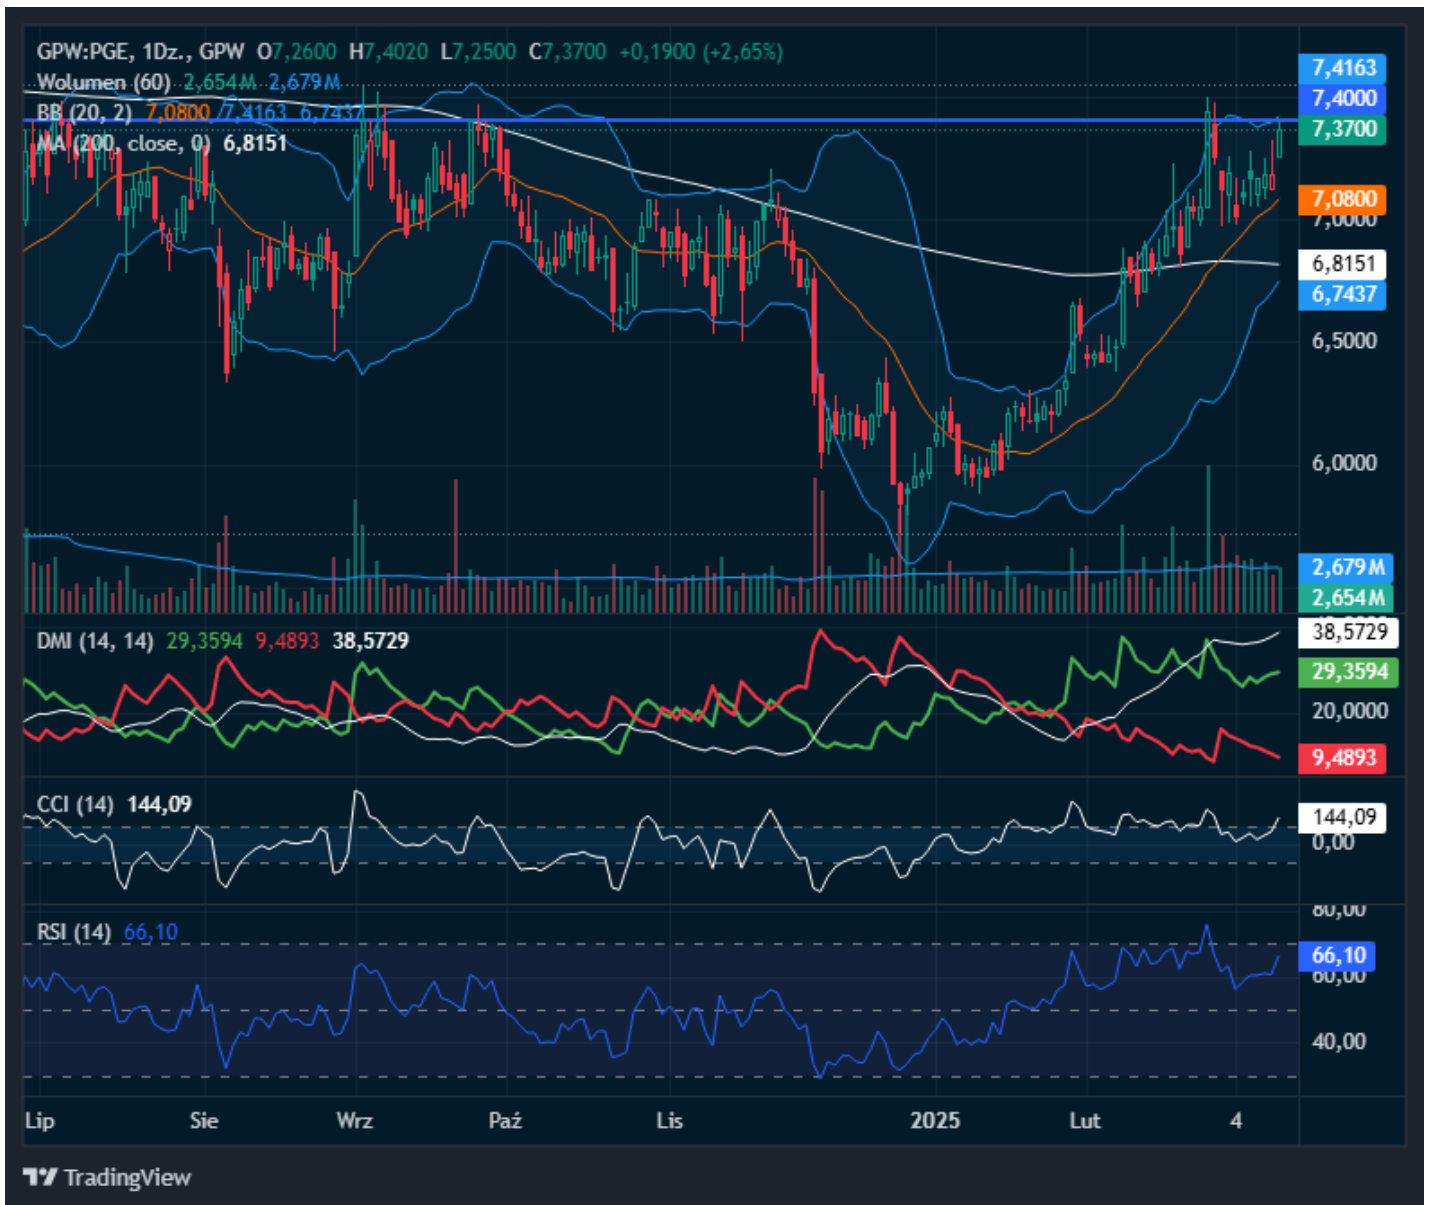 GPW:PGE, 1Dz., GPW O7,2600 H7,4020 L7,2500 C7,3700 +0,1900 (+2,65%)
Wolumen (60) 2,654M 2,679M
BB (20, 2) 7,0800 7,4163 6,7437
MA (200, close, 0) 6,8151
7,4163
7,4000
7,3700
7,0800
7,0000
6,8151
6,7437
6,5000
6,0000
2,679M
2,654M
DMI (14, 14) 29,3594 9,4893 38,5729
38,5729
29,3594
20,0000
9,4893
CCI (14) 144,09
144,09
0,00
RSI (14) 66,10
80,00
66,10
60,00
40,00
Lip Sie Wrz Paź Lis 2025 Lut 4
TradingView